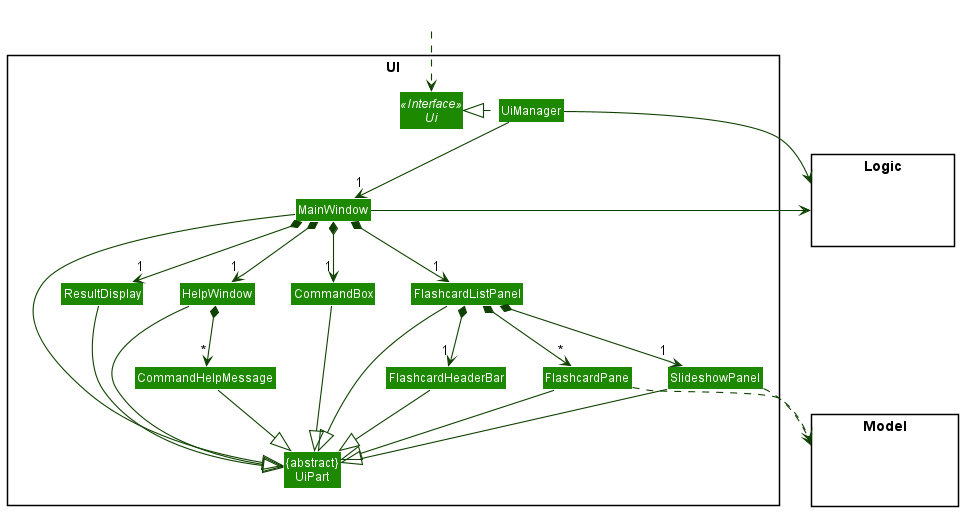 UI
«Interface»
Ui
UiManager
Logic
1
MainWindow
1
1
1
1
ResultDisplay
HelpWindow
CommandBox
FlashcardListPanel
*
1
*
1
CommandHelpMessage
FlashcardHeaderBar
FlashcardPane
SlideshowPanel
Model
{abstract}
UiPart